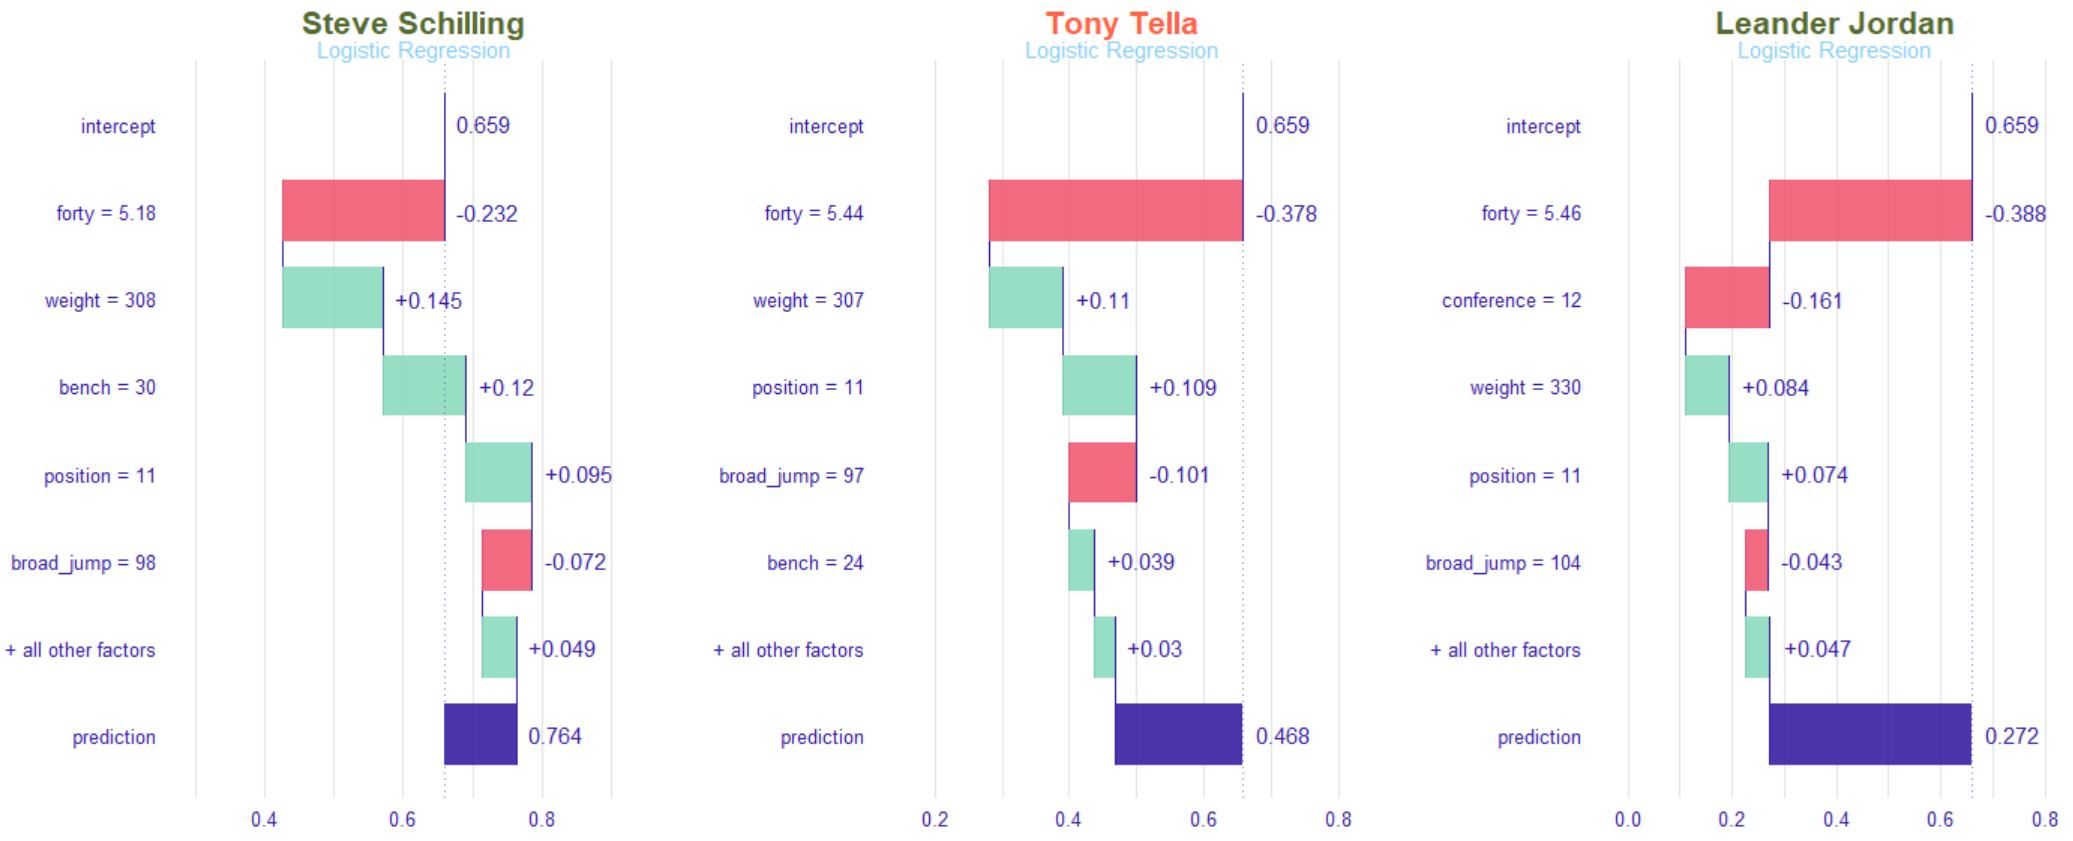 Steve Schilling
Logistic Regression
intercept 0.659
forty = 5.18 -0.232
weight = 308 +0.145
bench = 30 +0.12
position = 11 +0.095
broad_jump = 98 -0.072
+ all other factors +0.049
prediction 0.764
0.4 0.6 0.8
Tony Tella
Logistic Regression
intercept 0.659
forty = 5.44 -0.378
weight = 307 +0.11
position = 11 +0.109
broad_jump = 97 -0.101
bench = 24 +0.039
+ all other factors +0.03
prediction 0.468
0.2 0.4 0.6 0.8
Leander Jordan
Logistic Regression
intercept 0.659
forty = 5.46 -0.388
conference = 12 -0.161
weight = 330 +0.084
position = 11 +0.074
broad_jump = 104 -0.043
+ all other factors +0.047
prediction 0.272
0.0 0.2 0.4 0.6 0.8